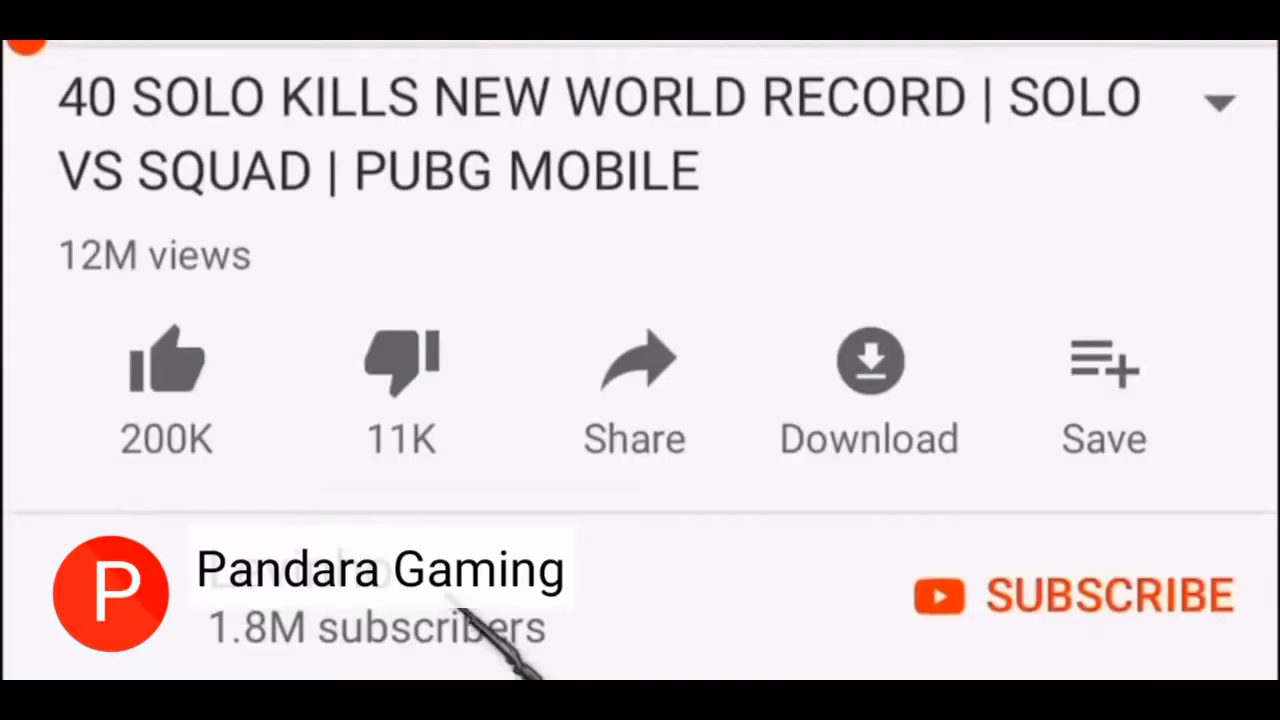 40 SOLO KILLS NEW WORLD RECORD | SOLO
VS SQUAD | PUBG MOBILE
12M views
200K
11K
Share
Download
Save
P
Pandara Gaming
1.8M subscribers
SUBSCRIBE